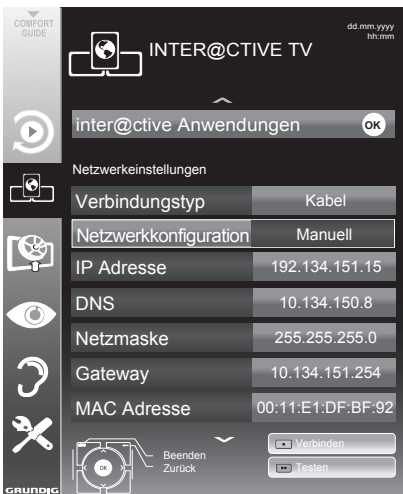 COMFORT
GUIDE
INTER@CTIVE TV
dd.mm.yyyy
hh:mm
inter@ctive Anwendungen OK
Netzwerkeinstellungen
Verbindungstyp Kabel
Netzwerkkonfiguration Manuell
IP Adresse 192.134.151.15
DNS 10.134.150.8
Netzmaske 255.255.255.0
Gateway 10.134.151.254
MAC Adresse 00:11:E1:DF:BF:92
Beenden
Zurück
OK
Verbinden
Testen
GRUNDIG